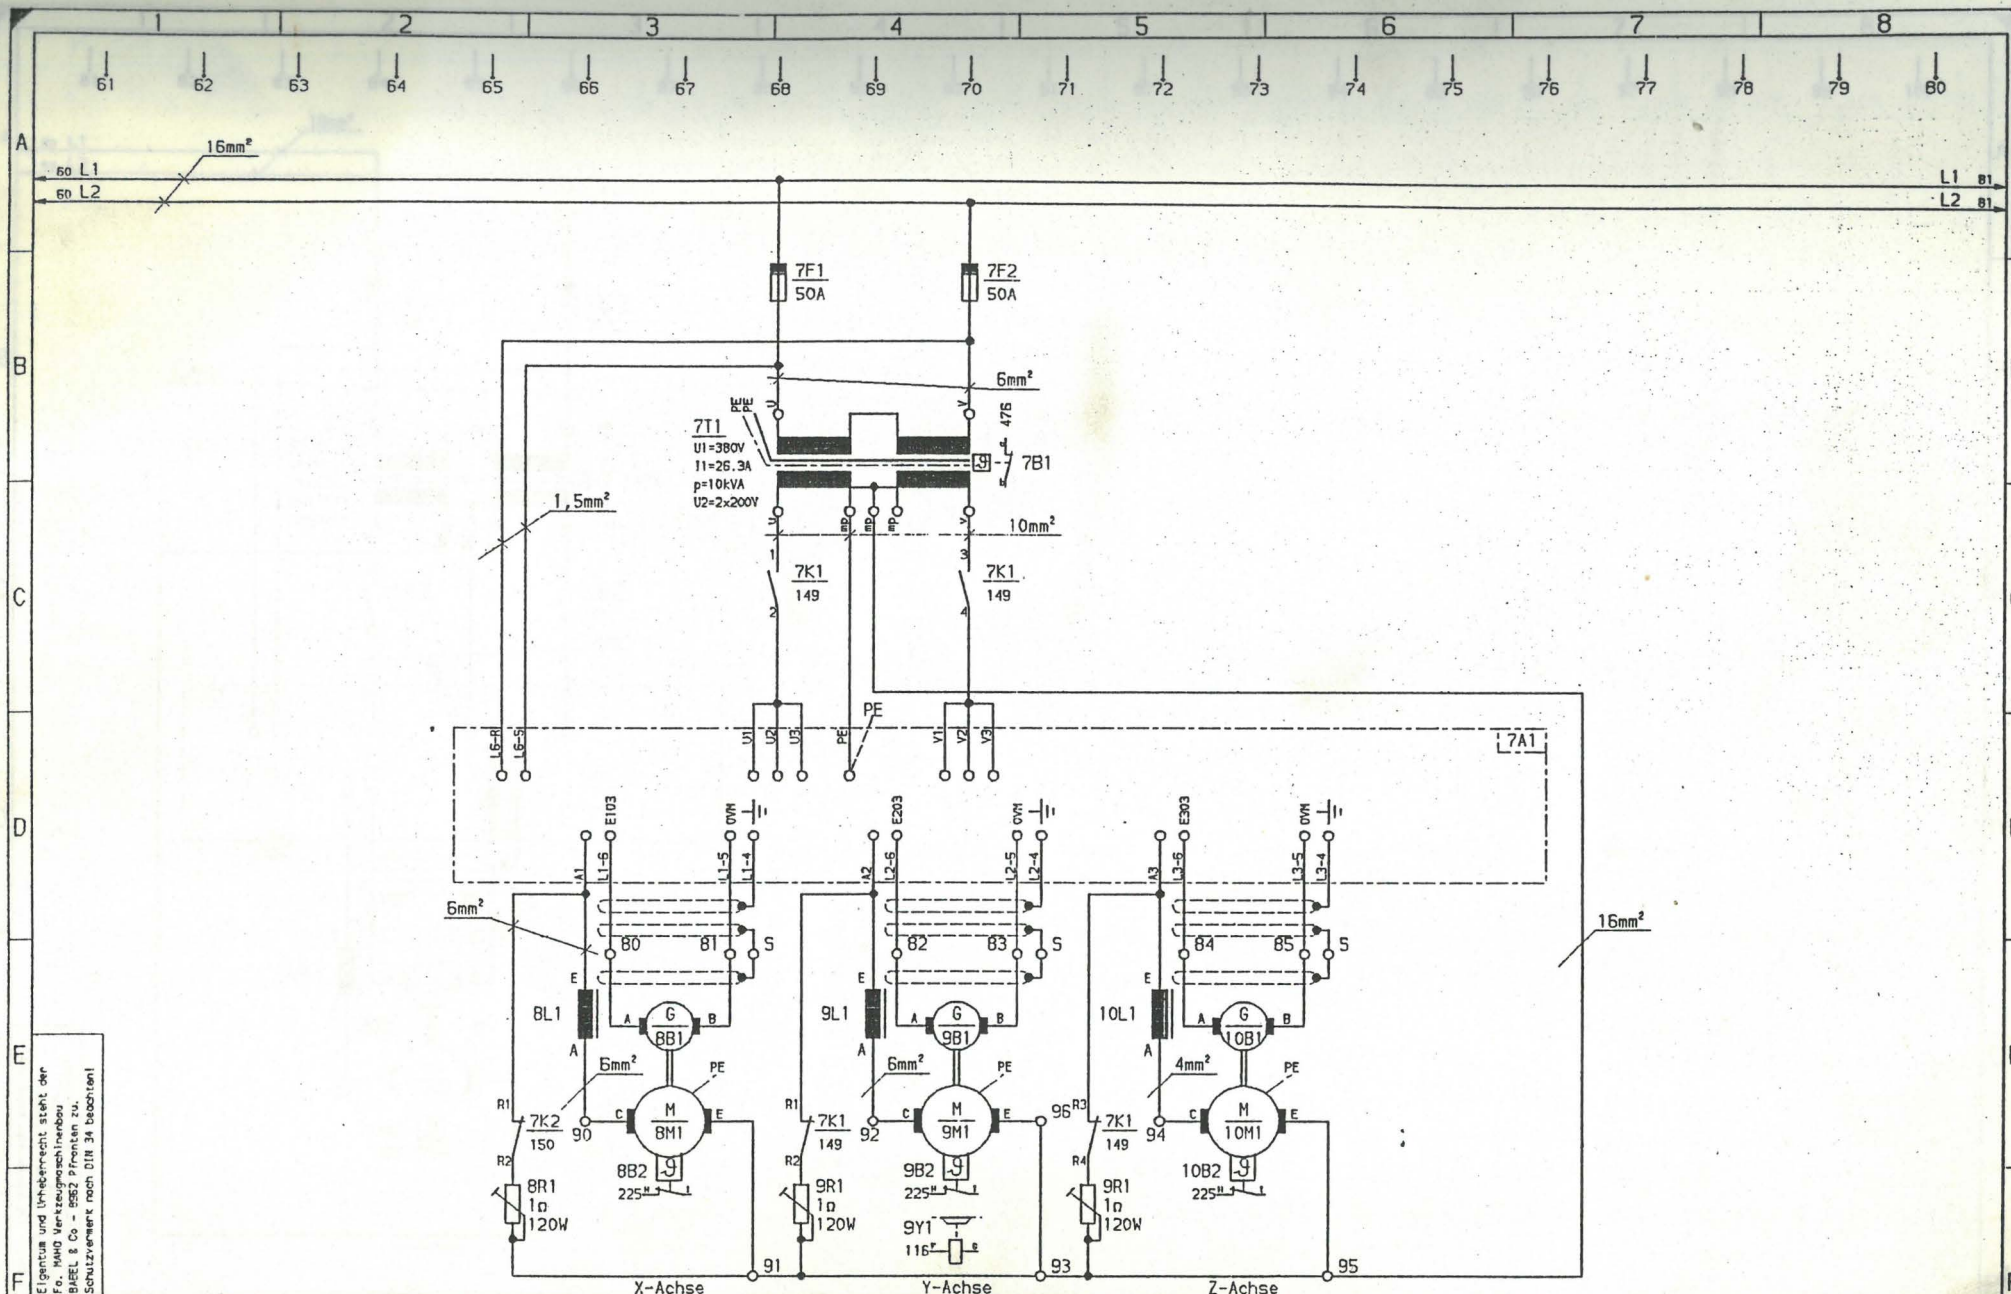 1 2 3 4 5 6 7 8
61 62 63 64 65 66 67 68 69 70 71 72 73 74 75 76 77 78 79 80
A
16mm²
60 L1
L1 81
60 L2
L2 81
7F1
50A
7F2
50A
B
6mm²
PE
PE
U
V
476
7T1
U1=380V
I1=26.3A
p=10kVA
U2=2x200V
7B1
1,5mm²
u
mp
mp
mp
v
10mm²
1
3
7K1
149
7K1
149
C
2
4
PE
L6-R
L6-S
U1
U2
U3
PE
V1
V2
V3
7A1
D
E103
0VM
E203
0VM
E303
0VM
A1
L1-6
L1-5
L1-4
A2
L2-6
L2-5
L2-4
A3
L3-6
L3-5
L3-4
6mm²
16mm²
80 81 S
82 83 S
84 85 S
E
E
E
8L1
A
G
8B1
B
9L1
A
G
9B1
B
10L1
A
G
10B1
B
A
A
A
E
6mm²
PE
6mm²
PE
4mm²
PE
R1
7K2
150
R2
90
C
M
8M1
E
R1
7K1
149
R2
92
C
M
9M1
E
96
R3
7K1
149
R4
94
C
M
10M1
E
8B2
225
9B2
225
10B2
225
8R1
1Ω
120W
9R1
1Ω
120W
9R1
1Ω
120W
9Y1
116
F
91
93
95
X-Achse
Y-Achse
Z-Achse
Eigentum und Urheberrecht steht der
Fa. MAHO Werkzeugmaschinenbau
BABEL & Co - 8962 Pfronten zu.
Schutzvermerk nach DIN 34 beachten!